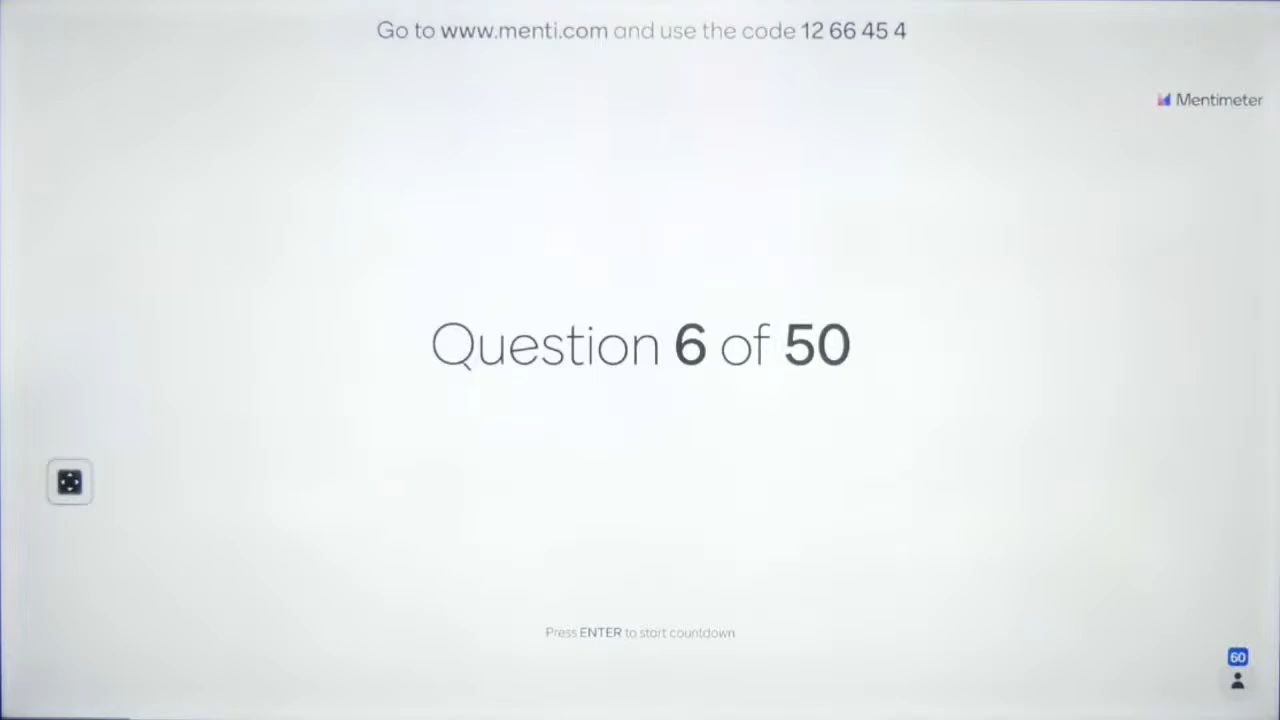 Go to www.menti.com and use the code 12 66 45 4
Mentimeter
Question 6 of 50
Press ENTER to start countdown
60